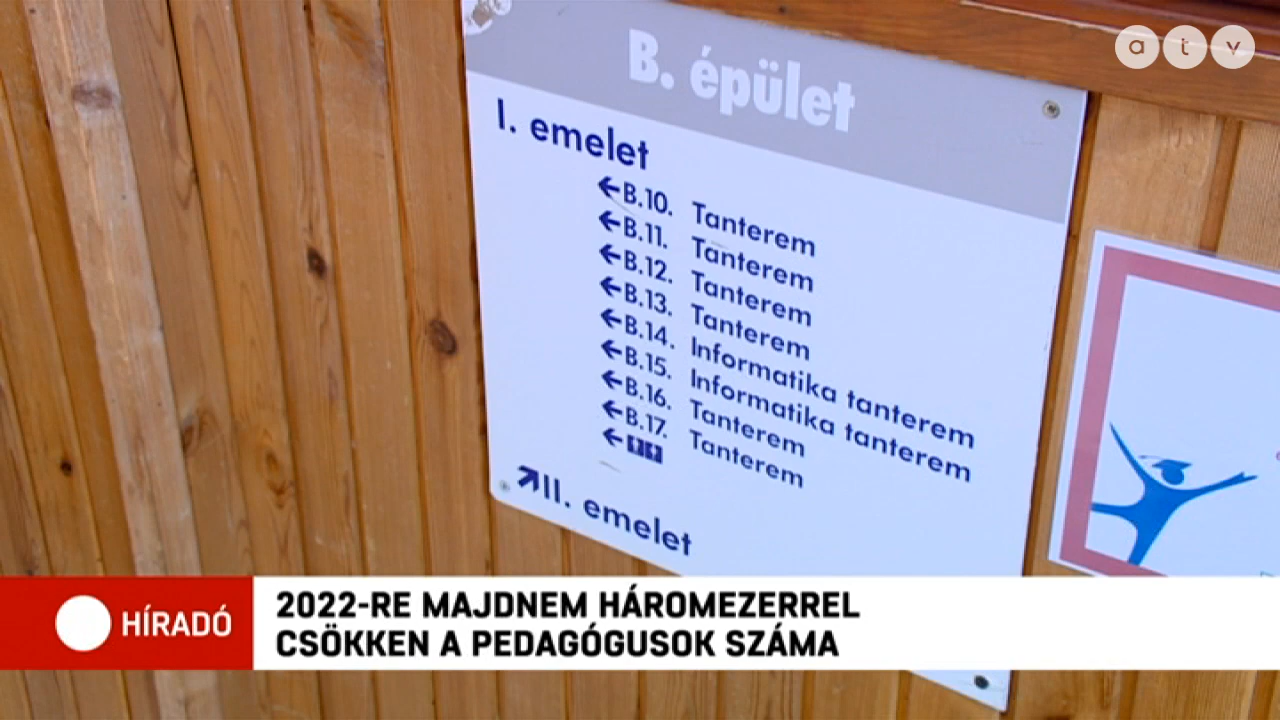 atv
B. épület
I. emelet
←B.10. Tanterem
←B.11. Tanterem
←B.12. Tanterem
←B.13. Tanterem
←B.14. Informatika tanterem
←B.15. Informatika tanterem
←B.16. Tanterem
←B.17. Tanterem
←
↗II. emelet
HÍRADÓ
2022-RE MAJDNEM HÁROMEZERREL
CSÖKKEN A PEDAGÓGUSOK SZÁMA